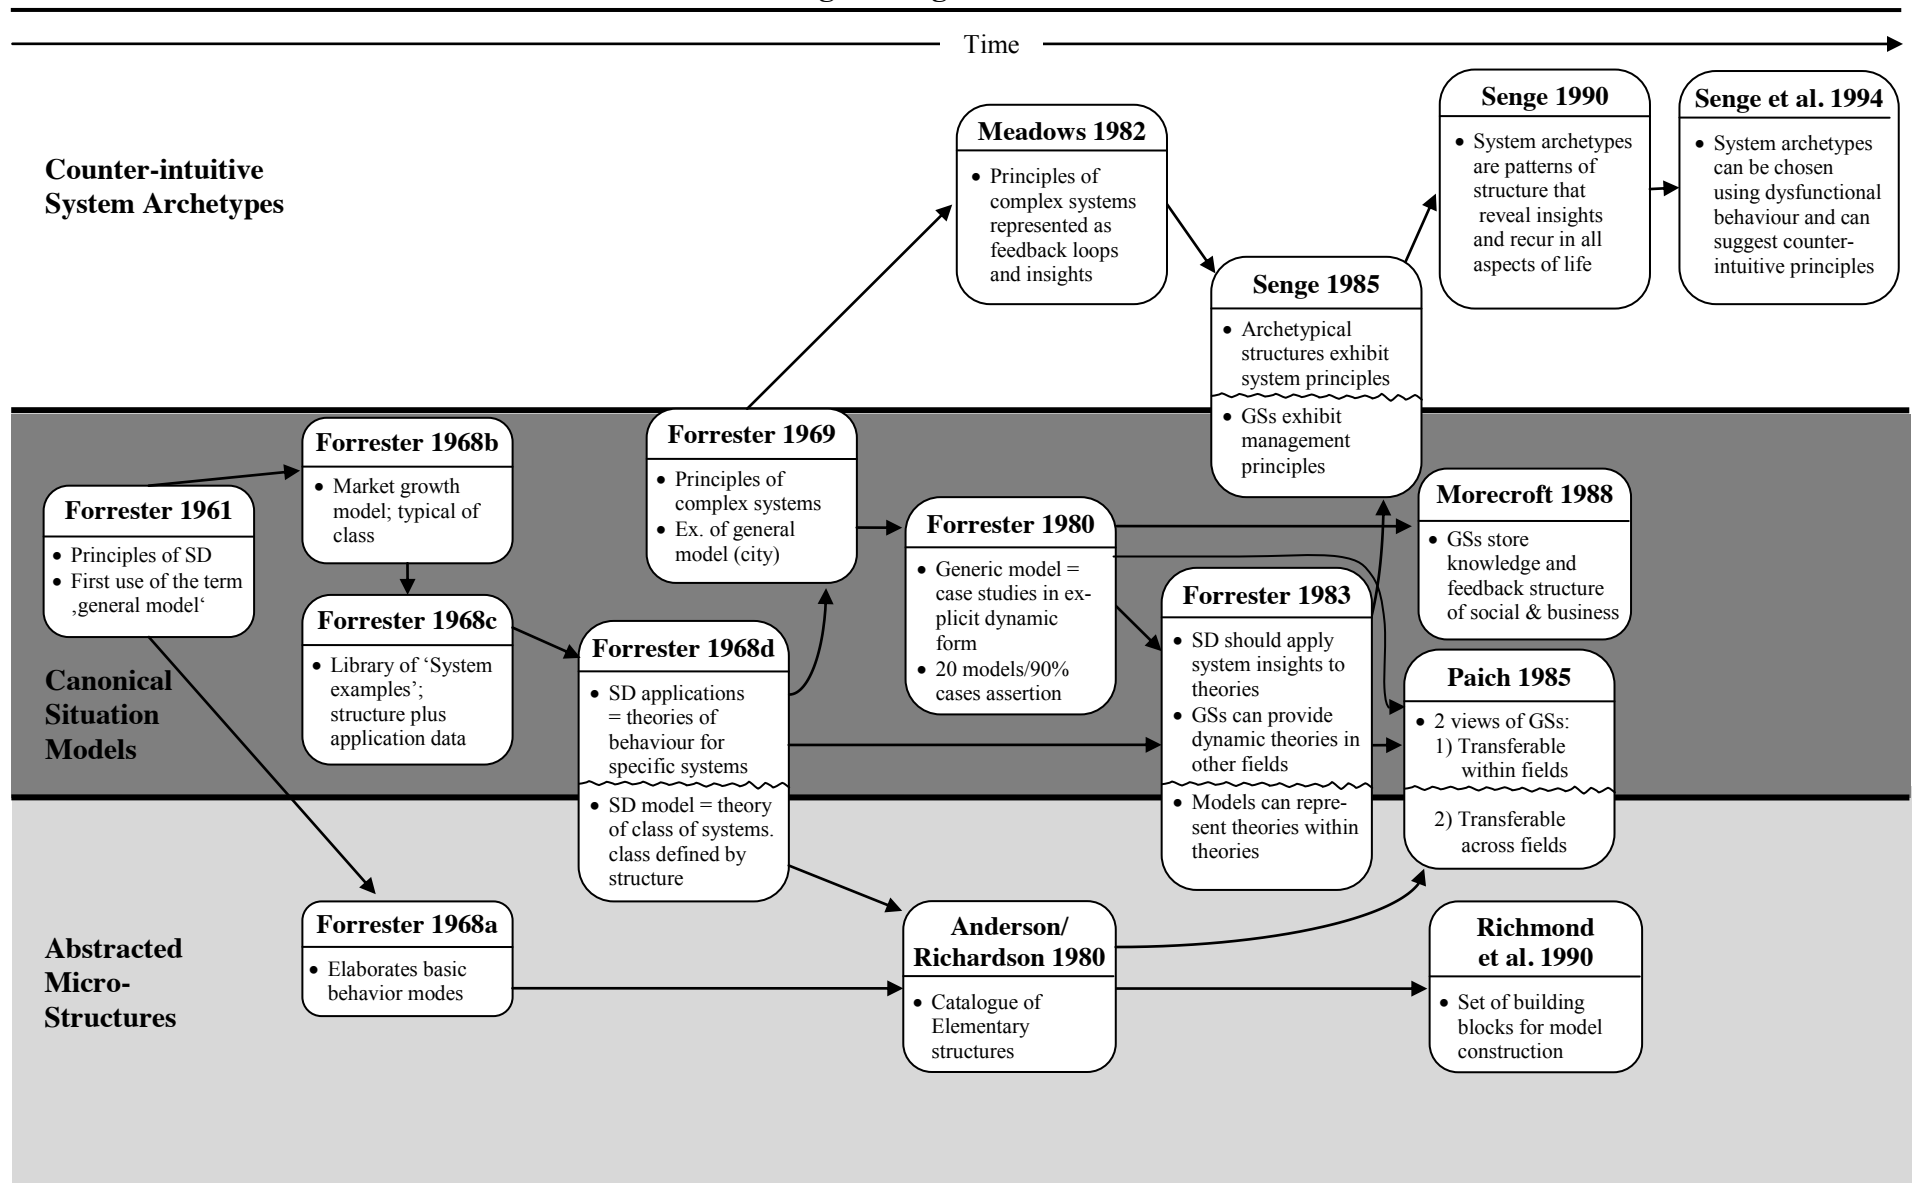 Time
Counter-intuitive
System Archetypes
Meadows 1982
• Principles of
complex systems
represented as
feedback loops
and insights
Senge 1985
• Archetypical
structures exhibit
system principles
• GSs exhibit
management
principles
Senge 1990
• System archetypes
are patterns of
structure that
reveal insights
and recur in all
aspects of life
Senge et al. 1994
• System archetypes
can be chosen
using dysfunctional
behaviour and can
suggest counter-
intuitive principles
Canonical
Situation
Models
Forrester 1961
• Principles of SD
• First use of the term
‚general model‘
Forrester 1968b
• Market growth
model; typical of
class
Forrester 1968c
• Library of ‘System
examples’;
structure plus
application data
Forrester 1968d
• SD applications
= theories of
behaviour for
specific systems
• SD model = theory
of class of systems.
class defined by
structure
Forrester 1969
• Principles of
complex systems
• Ex. of general
model (city)
Forrester 1980
• Generic model =
case studies in ex-
plicit dynamic
form
• 20 models/90%
cases assertion
Forrester 1983
• SD should apply
system insights to
theories
• GSs can provide
dynamic theories in
other fields
• Models can repre-
sent theories within
theories
Morecroft 1988
• GSs store
knowledge and
feedback structure
of social & business
Paich 1985
• 2 views of GSs:
1) Transferable
within fields
2) Transferable
across fields
Abstracted
Micro-
Structures
Forrester 1968a
• Elaborates basic
behavior modes
Anderson/
Richardson 1980
• Catalogue of
Elementary
structures
Richmond
et al. 1990
• Set of building
blocks for model
construction